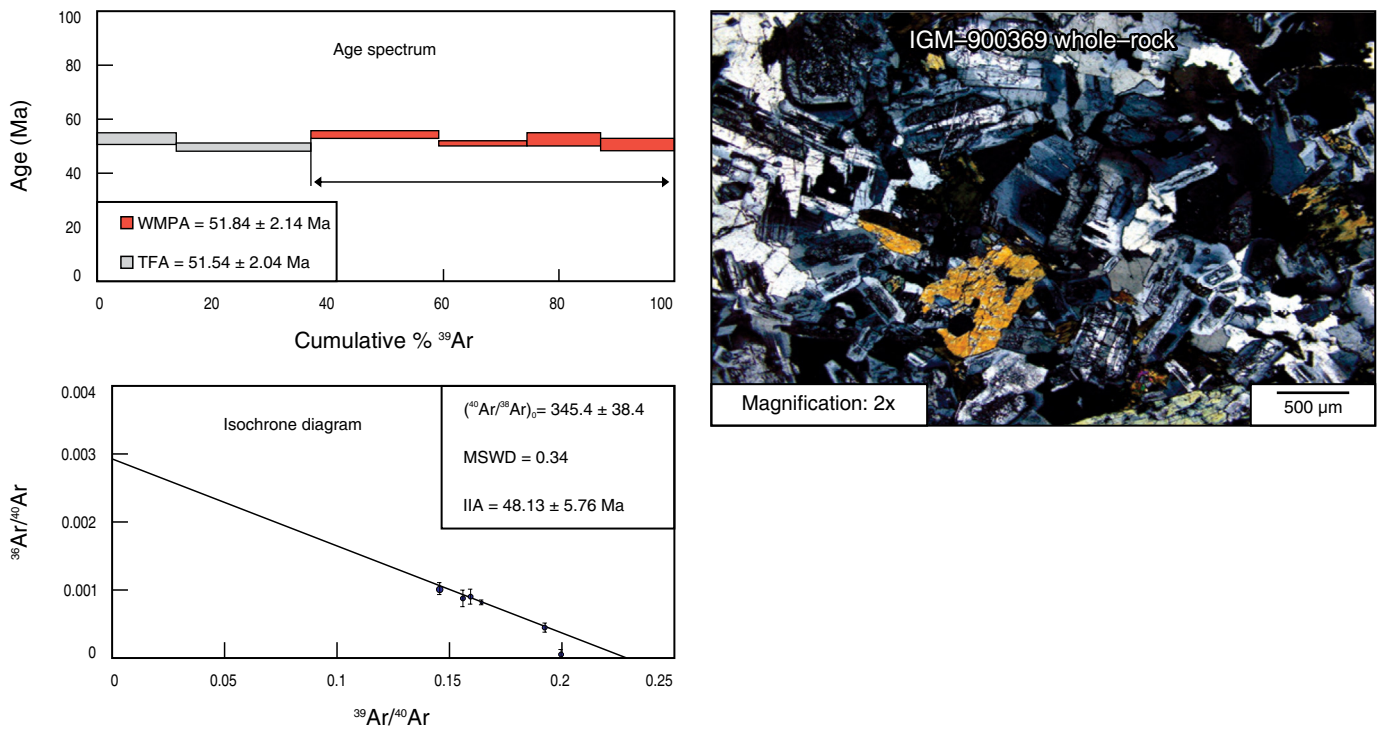 100
80
60
40
20
0
Age (Ma)
Age spectrum
WMPA = 51.84 ± 2.14 Ma
TFA = 51.54 ± 2.04 Ma
0 20 40 60 80 100
Cumulative % ³⁹Ar
IGM–900369 whole–rock
Magnification: 2x
500 µm
0.004
0.003
0.002
0.001
0
³⁶Ar/⁴⁰Ar
Isochrone diagram
(⁴⁰Ar/³⁸Ar)₀= 345.4 ± 38.4
MSWD = 0.34
IIA = 48.13 ± 5.76 Ma
0 0.05 0.1 0.15 0.2 0.25
³⁹Ar/⁴⁰Ar